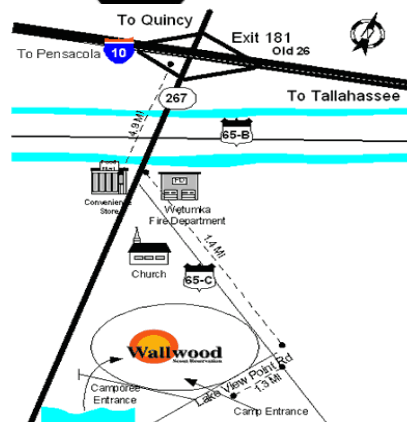 To Quincy
Exit 181
Old 26
To Pensacola
10
267
To Tallahassee
4.9 MI
65-B
Convenience
Store
Wetumka
Fire Department
1.4 MI
Church
65-C
Wallwood
Scout Reservation
Lake View Point Rd
1.3 MI
Camporee
Entrance
Camp Entrance